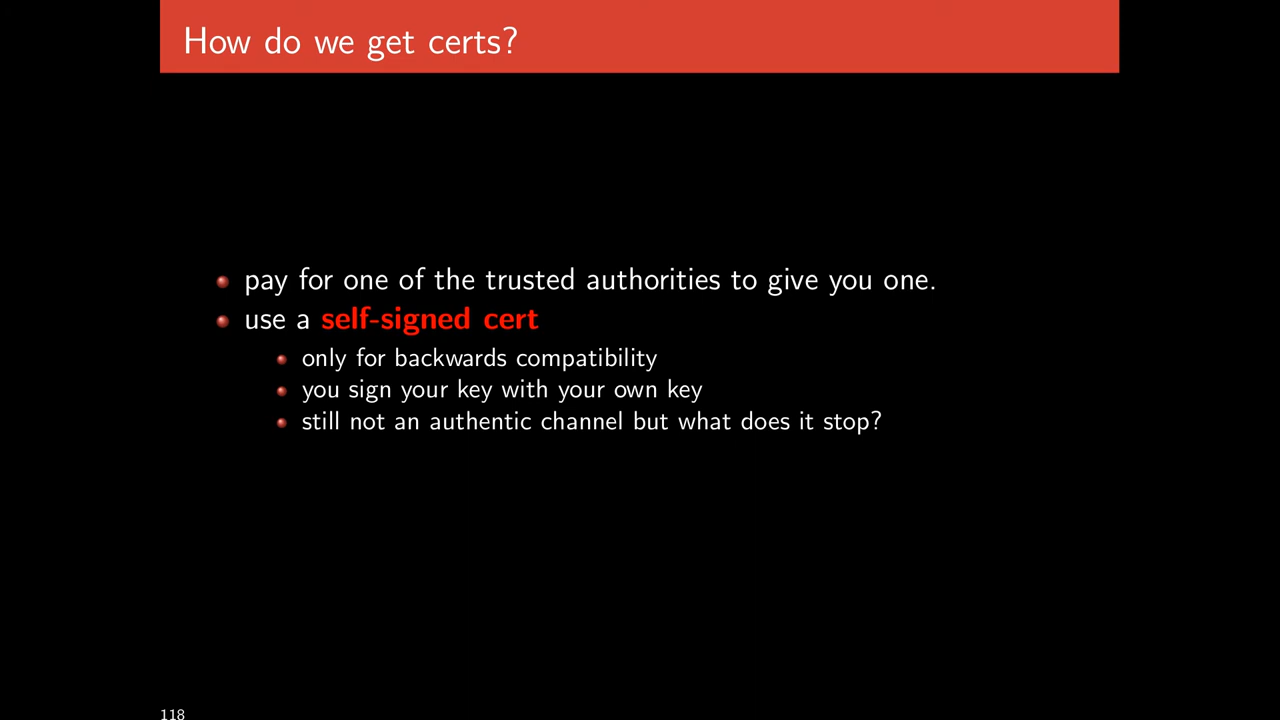 How do we get certs?
pay for one of the trusted authorities to give you one.
use a self-signed cert
only for backwards compatibility
you sign your key with your own key
still not an authentic channel but what does it stop?
118